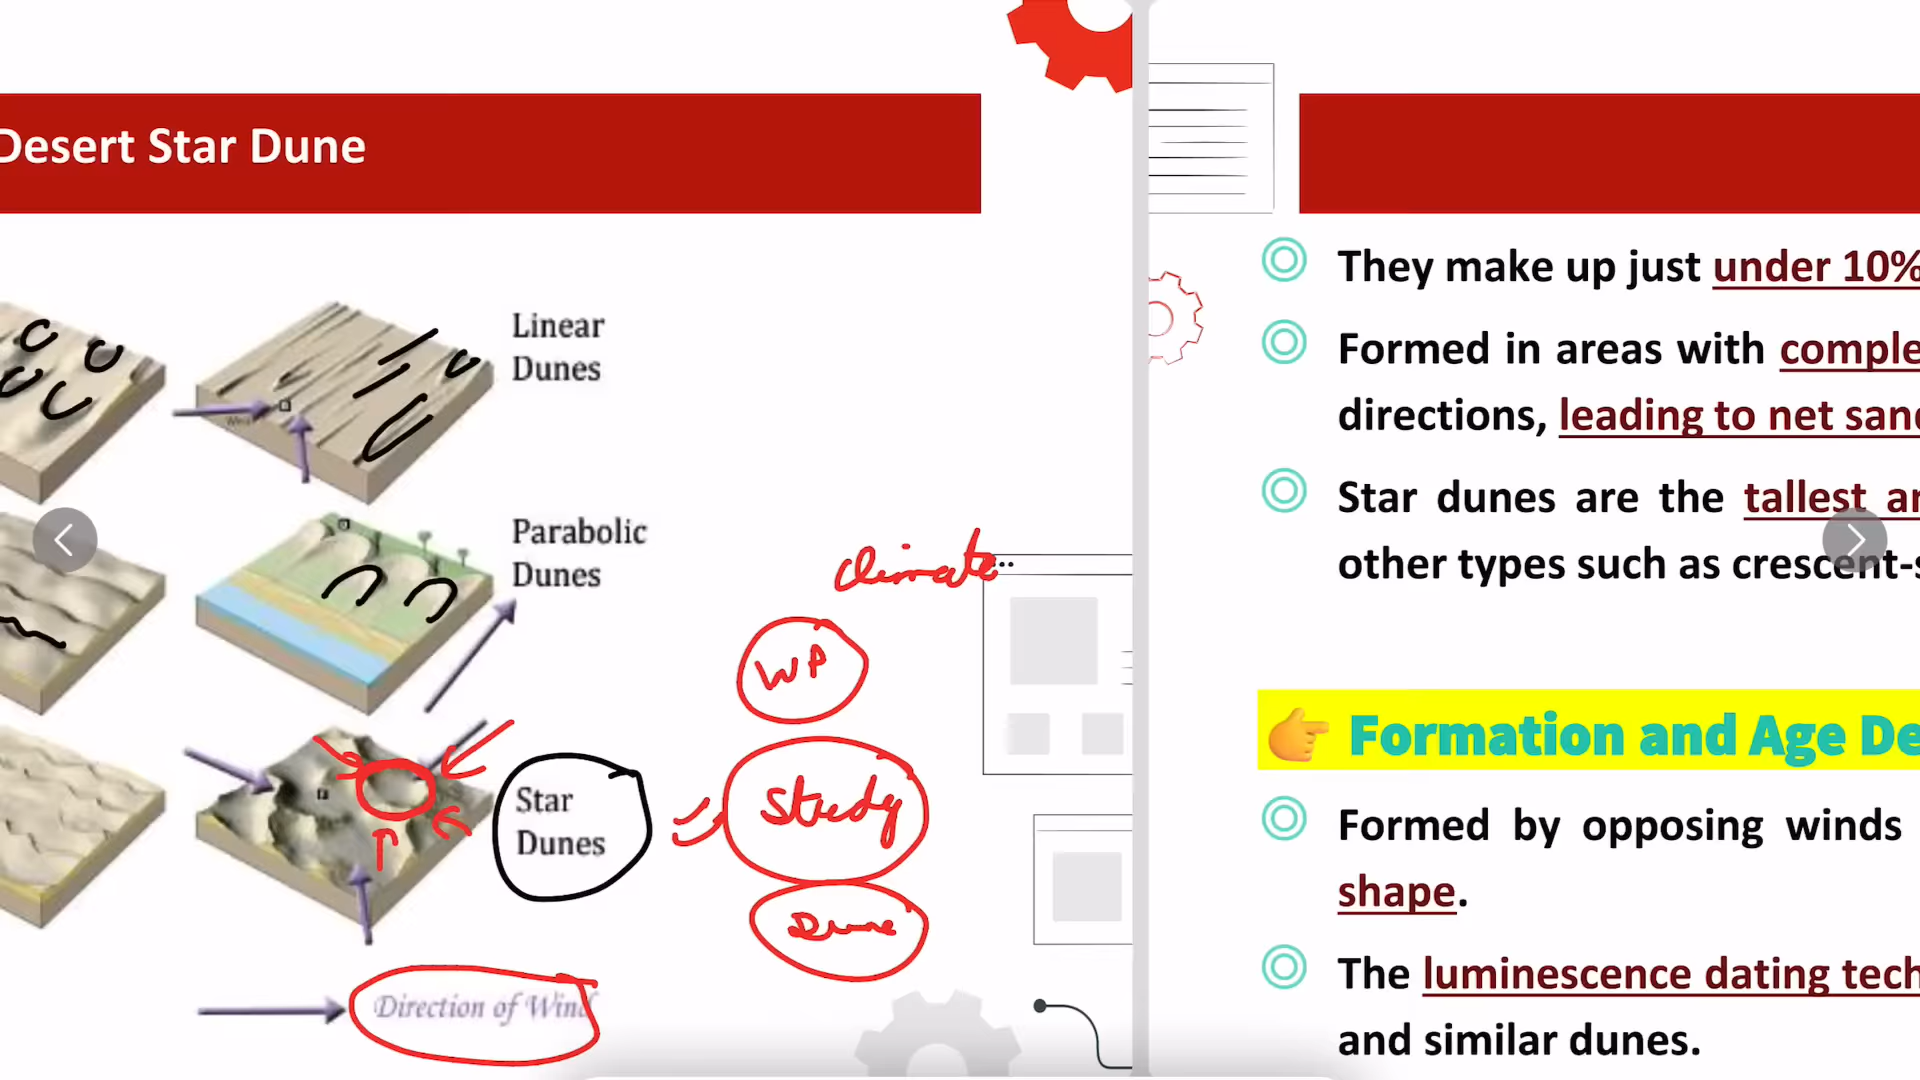 Desert Star Dune
Linear
Dunes
Parabolic
Dunes
climate
WP
Star
Dunes
Study
Dune
Direction of Wind
They make up just under 10%
Formed in areas with comple
directions, leading to net san
Star dunes are the tallest a
other types such as crescent-s
Formation and Age De
Formed by opposing winds
shape.
The luminescence dating tech
and similar dunes.